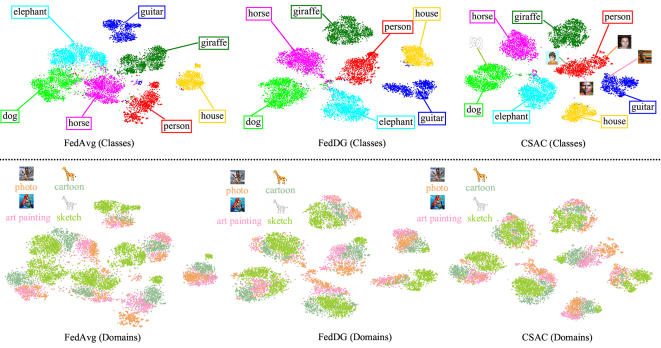 elephant
guitar
giraffe
dog
horse
person
house
FedAvg (Classes)
giraffe
horse
house
person
dog
elephant
guitar
FedDG (Classes)
horse
giraffe
person
dog
elephant
house
guitar
CSAC (Classes)
photo
cartoon
art painting
sketch
FedAvg (Domains)
photo
cartoon
art painting
sketch
FedDG (Domains)
photo
cartoon
art painting
sketch
CSAC (Domains)